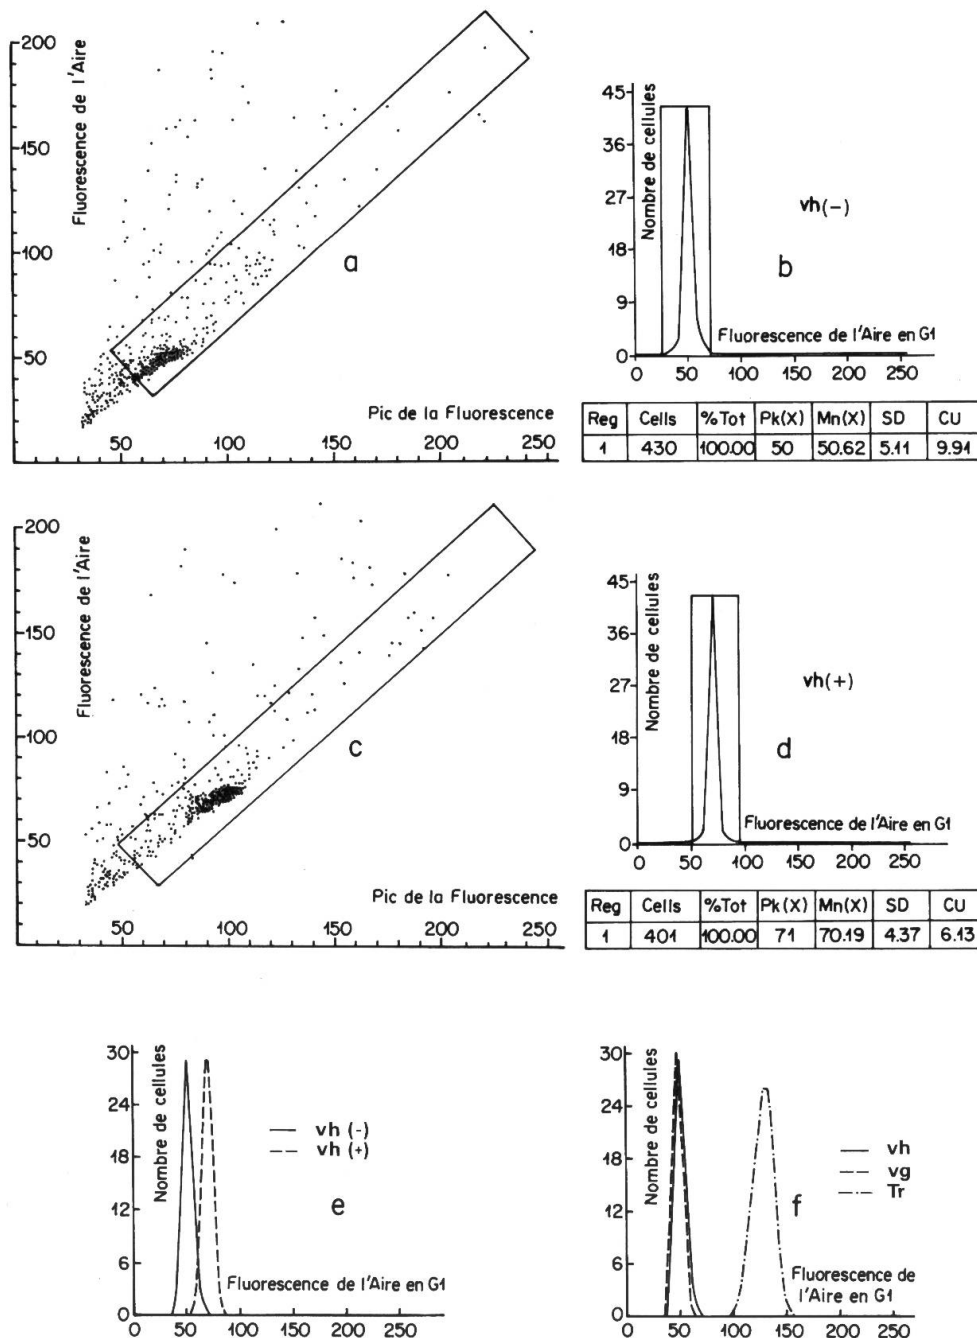 200
150
100
50
Fluorescence de l'Aire
a
Pic de la Fluorescence
50 100 150 200 250
45
36
27
18
9
0
Nombre de cellules
vh(-)
b
Fluorescence de l'Aire en G1
0 50 100 150 200 250
Reg Cells %Tot Pk(X) Mn(X) SD CU
1 430 100.00 50 50.62 5.11 9.91
200
150
100
50
Fluorescence de l'Aire
c
Pic de la Fluorescence
50 100 150 200 250
45
36
27
18
9
0
Nombre de cellules
vh(+)
d
Fluorescence de l'Aire en G1
0 50 100 150 200 250
Reg Cells %Tot Pk(X) Mn(X) SD CU
1 401 100.00 71 70.19 4.37 6.13
30
24
18
12
6
0
Nombre de cellules
vh (-)
vh (+)
e
Fluorescence de l'Aire en G1
0 50 100 150 200 250
30
24
18
12
6
0
Nombre de cellules
vh
vg
Tr
f
Fluorescence de
l'Aire en G1
0 50 100 150 200 250